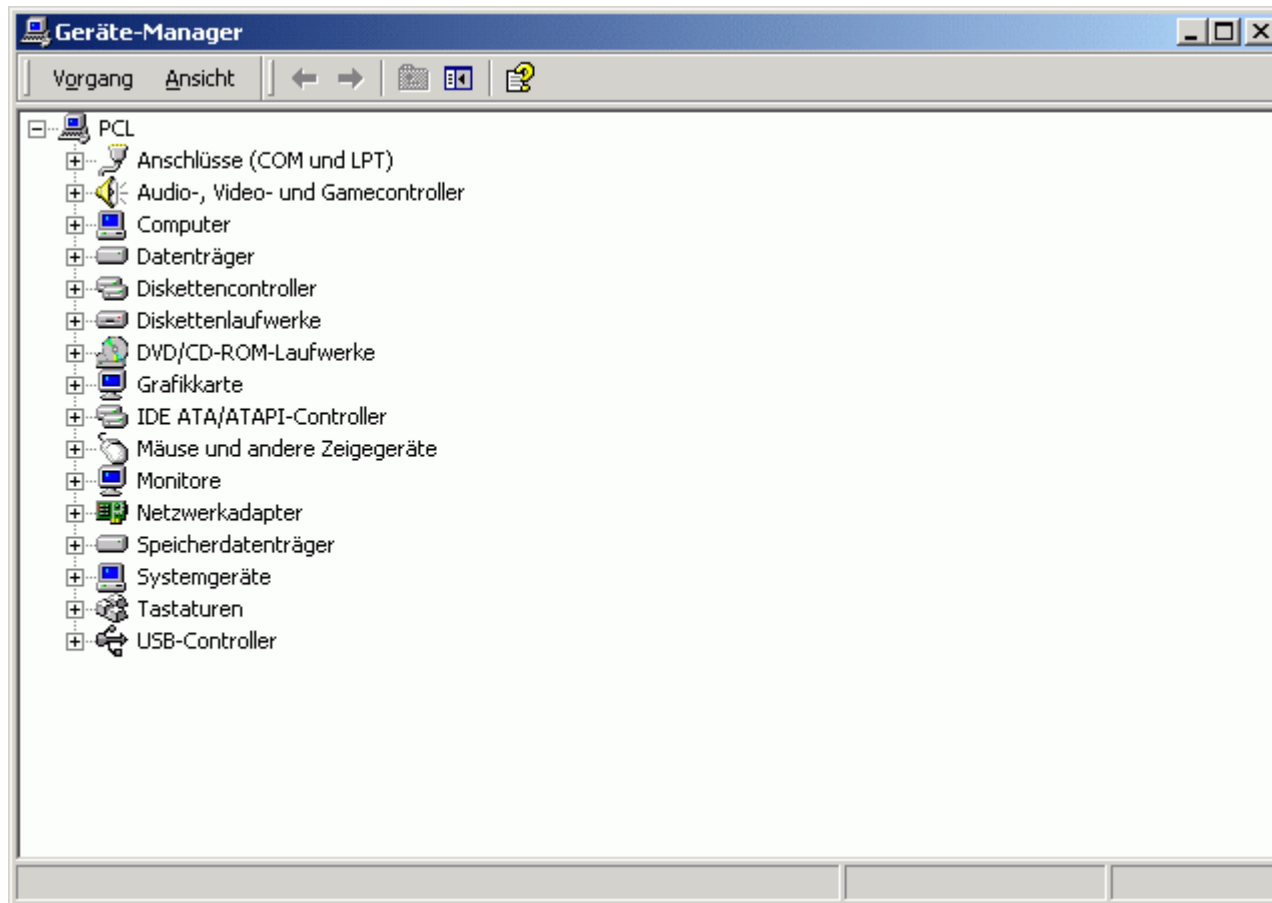 Geräte-Manager
Vorgang Ansicht
PCL
Anschlüsse (COM und LPT)
Audio-, Video- und Gamecontroller
Computer
Datenträger
Diskettencontroller
Diskettenlaufwerke
DVD/CD-ROM-Laufwerke
Grafikkarte
IDE ATA/ATAPI-Controller
Mäuse und andere Zeigegeräte
Monitore
Netzwerkadapter
Speicherdatenträger
Systemgeräte
Tastaturen
USB-Controller